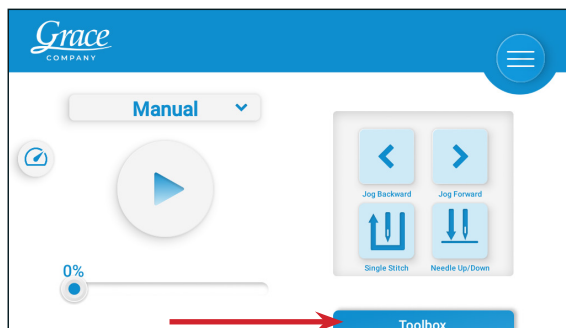 Grace
COMPANY
Manual
Jog Backward
Jog Forward
Single Stitch
Needle Up/Down
0%
Toolbox